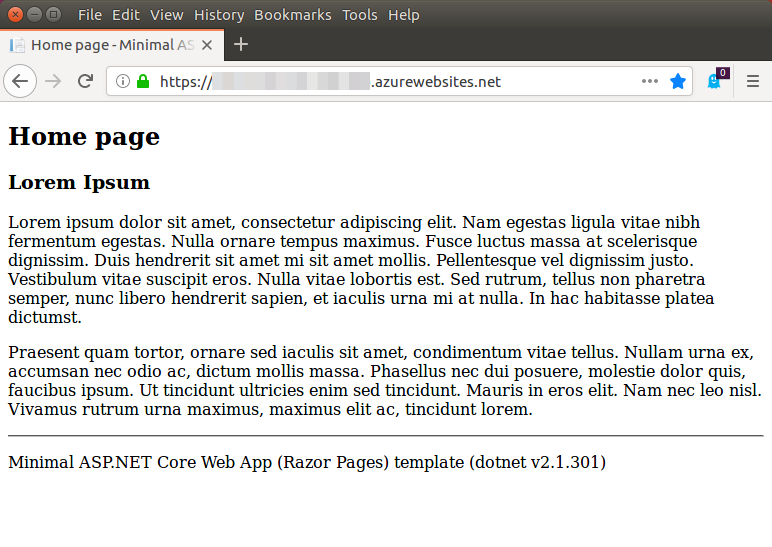 File Edit View History Bookmarks Tools Help
Home page - Minimal AS
https:// .azurewebsites.net
0
Home page
Lorem Ipsum
Lorem ipsum dolor sit amet, consectetur adipiscing elit. Nam egestas ligula vitae nibh
fermentum egestas. Nulla ornare tempus maximus. Fusce luctus massa at scelerisque
dignissim. Duis hendrerit sit amet mi sit amet mollis. Pellentesque vel dignissim justo.
Vestibulum vitae suscipit eros. Nulla vitae lobortis est. Sed rutrum, tellus non pharetra
semper, nunc libero hendrerit sapien, et iaculis urna mi at nulla. In hac habitasse platea
dictumst.
Praesent quam tortor, ornare sed iaculis sit amet, condimentum vitae tellus. Nullam urna ex,
accumsan nec odio ac, dictum mollis massa. Phasellus nec dui posuere, molestie dolor quis,
faucibus ipsum. Ut tincidunt ultricies enim sed tincidunt. Mauris in eros elit. Nam nec leo nisl.
Vivamus rutrum urna maximus, maximus elit ac, tincidunt lorem.
Minimal ASP.NET Core Web App (Razor Pages) template (dotnet v2.1.301)